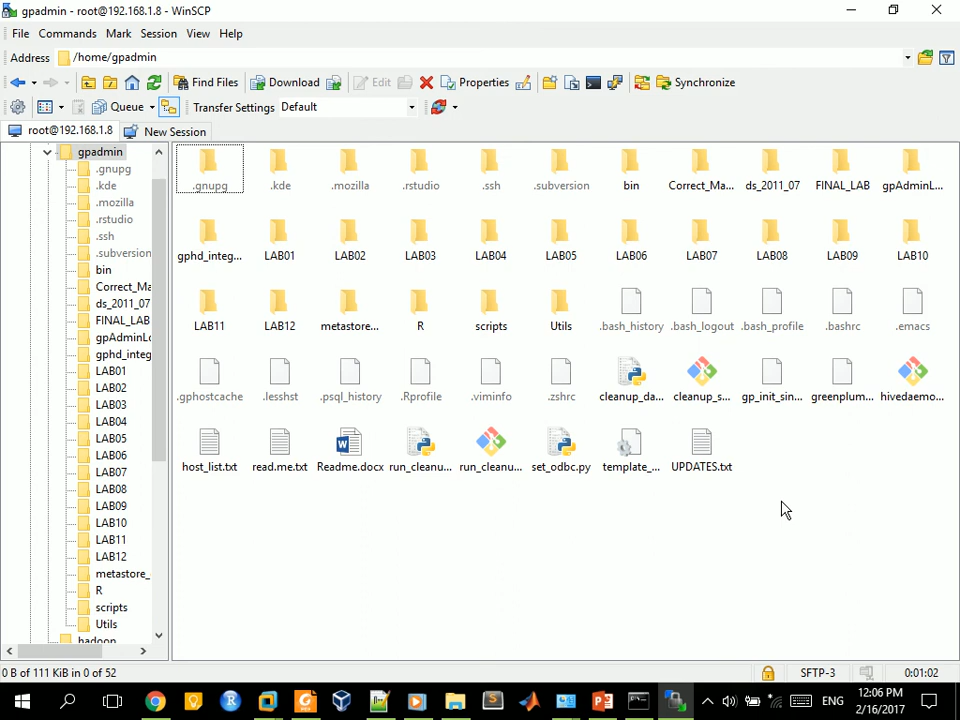 gpadmin - root@192.168.1.8 - WinSCP
File Commands Mark Session View Help
Address /home/gpadmin
Find Files Download Edit Properties Synchronize
Queue Transfer Settings Default
root@192.168.1.8 New Session
gpadmin
.gnupg
.kde
.mozilla
.rstudio
.ssh
.subversion
bin
Correct_Ma
ds_2011_07
FINAL_LAB
gpAdminLo
gphd_integ
LAB01
LAB02
LAB03
LAB04
LAB05
LAB06
LAB07
LAB08
LAB09
LAB10
LAB11
LAB12
metastore_
R
scripts
Utils
hadoop
.gnupg .kde .mozilla .rstudio .ssh .subversion bin Correct_Ma... ds_2011_07 FINAL_LAB gpAdminL...
gphd_integ... LAB01 LAB02 LAB03 LAB04 LAB05 LAB06 LAB07 LAB08 LAB09 LAB10
LAB11 LAB12 metastore... R scripts Utils .bash_history .bash_logout .bash_profile .bashrc .emacs
.gphostcache .lesshst .psql_history .Rprofile .viminfo .zshrc cleanup_da... cleanup_s... gp_init_sin... greenplum... hivedaemo...
host_list.txt read.me.txt Readme.docx run_cleanu... run_cleanu... set_odbc.py template_... UPDATES.txt
0 B of 111 KiB in 0 of 52 SFTP-3 0:01:02
ENG 12:06 PM
2/16/2017